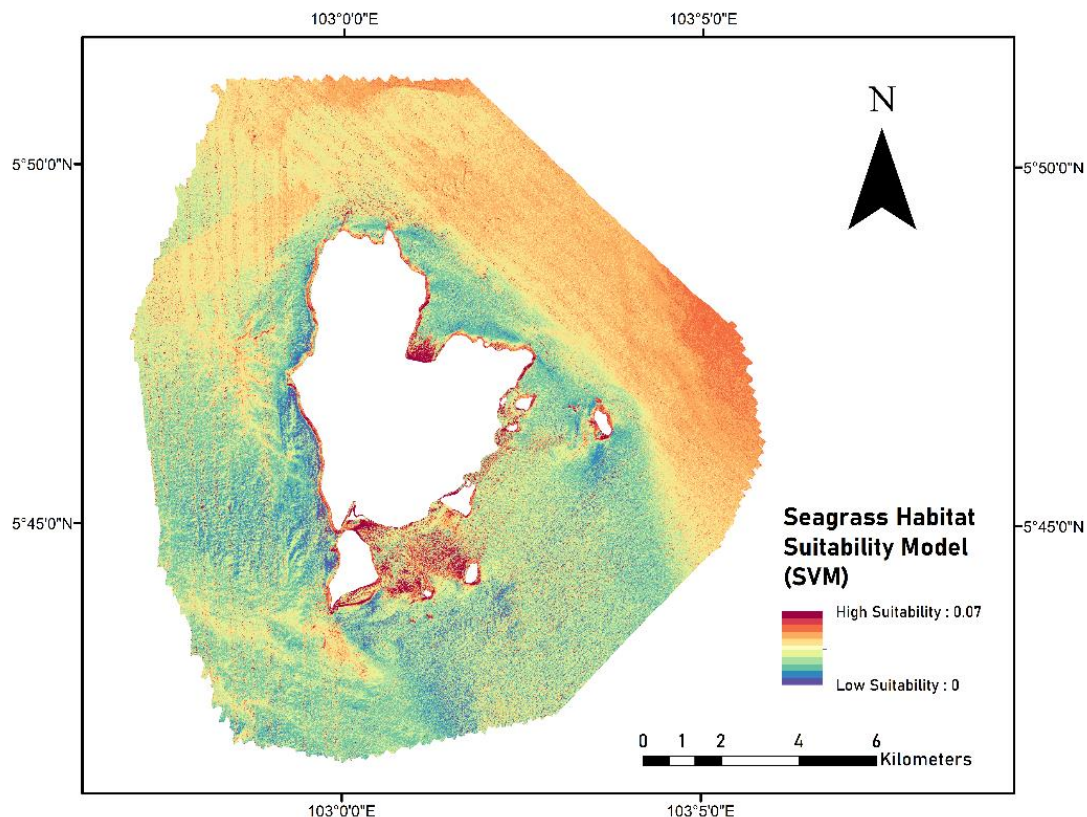 103°0'0"E
103°5'0"E
N
5°50'0"N
5°50'0"N
5°45'0"N
5°45'0"N
Seagrass Habitat
Suitability Model
(SVM)
High Suitability : 0.07
Low Suitability : 0
0 1 2 4 6
Kilometers
103°0'0"E
103°5'0"E